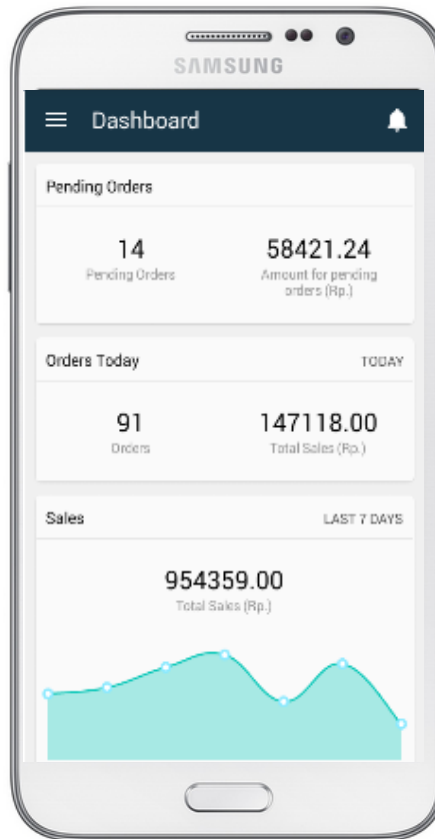 SAMSUNG
Dashboard
Pending Orders
14
58421.24
Pending Orders
Amount for pending
orders (Rp.)
Orders Today
TODAY
91
147118.00
Orders
Total Sales (Rp.)
Sales
LAST 7 DAYS
954359.00
Total Sales (Rp.)